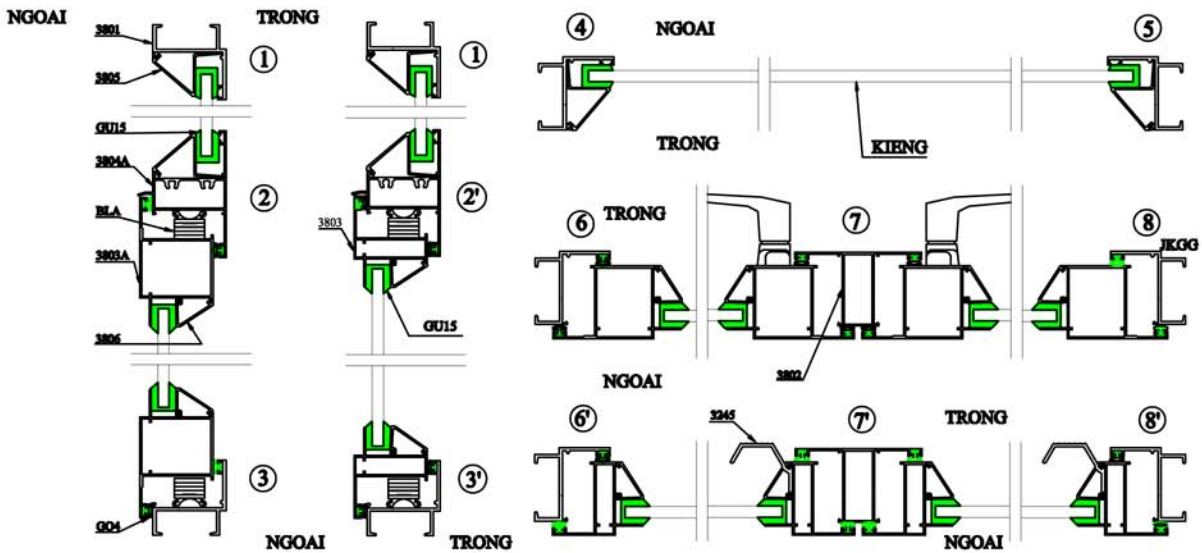 NGOAI
TRONG
3801
3805
1
GU15
3804A
BLA
3803A
2
3806
GO4
3
NGOAI
1
2'
3803
GU15
3'
TRONG
4
NGOAI
5
TRONG
KIENG
TRONG
6
7
8
JKGG
3802
NGOAI
6'
3245
7'
TRONG
8'
NGOAI